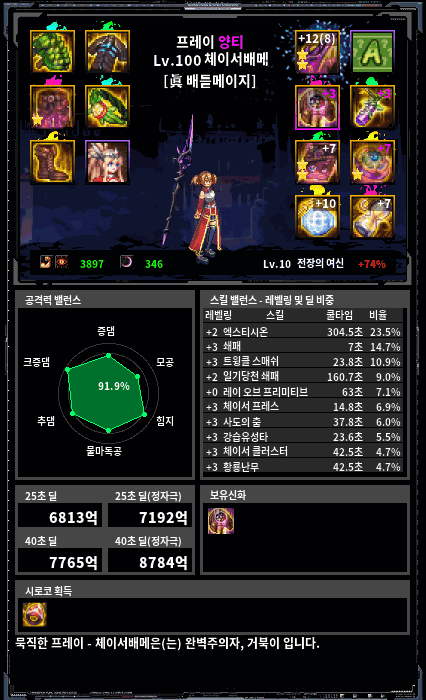 프레이 양티
Lv.100 체이서배메
[眞 배틀메이지]
+12(8)
A
+3
+1
+7
+7
+10
+7
3897
346
Lv.10 전장의 여신 +74%
공격력 밸런스
증댐
크증댐
모공
91.9%
추댐
힘지
물마독공
스킬 밸런스 - 레벨링 및 딜 비중
레벨링 스킬 쿨타임 비율
+2 엑스티시온 304.5초 23.5%
+3 쇄패 7초 14.7%
+3 트윙클 스매쉬 23.8초 10.9%
+2 일기당천 쇄패 160.7초 9.0%
+0 레이 오브 프리미티브 63초 7.1%
+3 체이서 프레스 14.8초 6.9%
+3 사도의 춤 37.8초 6.0%
+3 강습유성타 23.6초 5.5%
+3 체이서 클러스터 42.5초 4.7%
+3 황룡난무 42.5초 4.7%
25초 딜
6813억
25초 딜(정자극)
7192억
40초 딜
7765억
40초 딜(정자극)
8784억
보유신화
시로코 획득
묵직한 프레이 - 체이서배메은(는) 완벽주의자, 거북이 입니다.